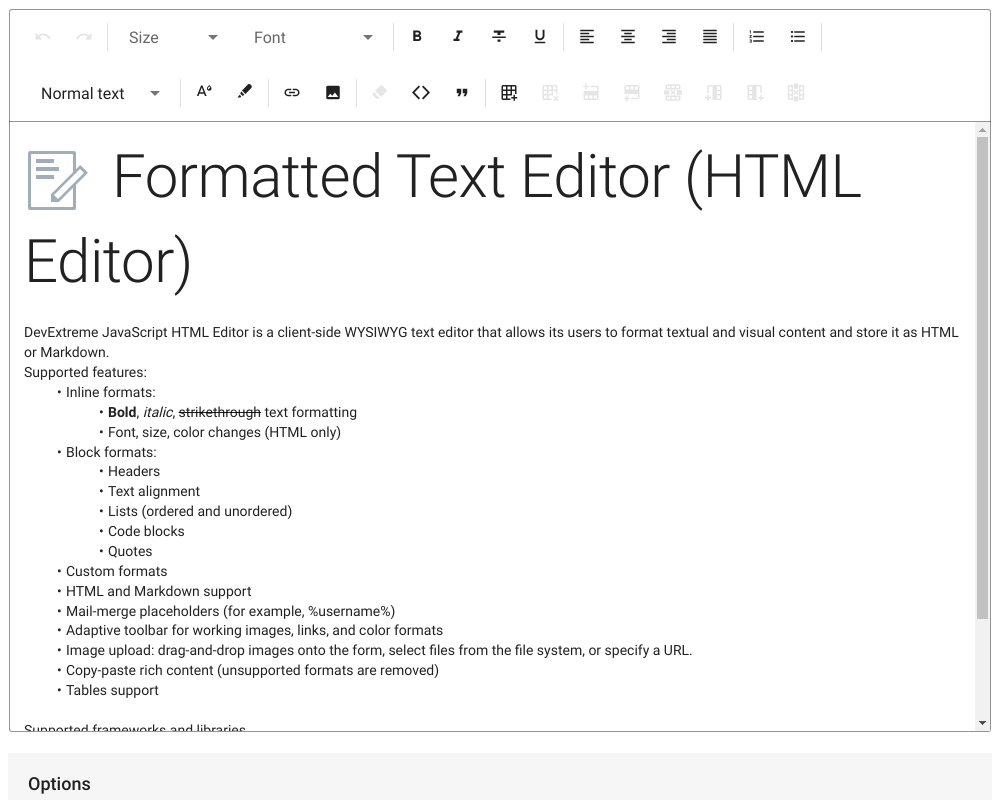 Size Font B I T U
Normal text A
Formatted Text Editor (HTML
Editor)
DevExtreme JavaScript HTML Editor is a client-side WYSIWYG text editor that allows its users to format textual and visual content and store it as HTML
or Markdown.
Supported features:
• Inline formats:
• Bold, italic, strikethrough text formatting
• Font, size, color changes (HTML only)
• Block formats:
• Headers
• Text alignment
• Lists (ordered and unordered)
• Code blocks
• Quotes
• Custom formats
• HTML and Markdown support
• Mail-merge placeholders (for example, %username%)
• Adaptive toolbar for working images, links, and color formats
• Image upload: drag-and-drop images onto the form, select files from the file system, or specify a URL.
• Copy-paste rich content (unsupported formats are removed)
• Tables support
Supported frameworks and libraries
Options